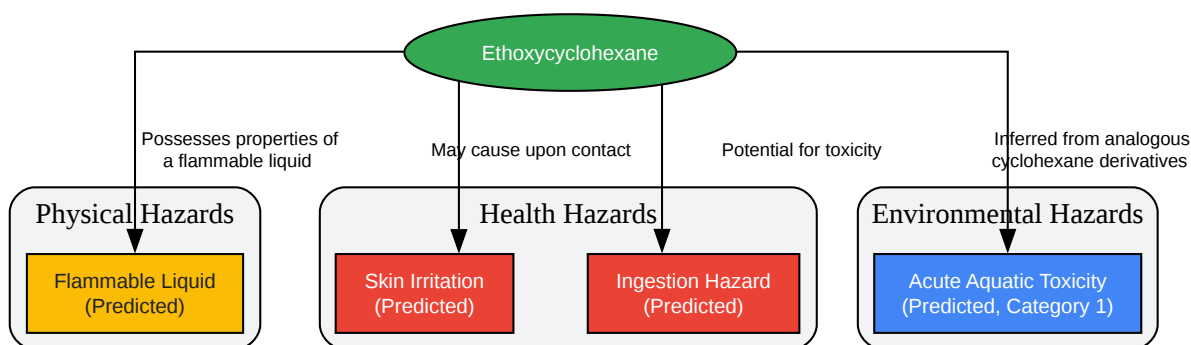 Ethoxycyclohexane
Possesses properties of
a flammable liquid
May cause upon contact
Potential for toxicity
Inferred from analogous
cyclohexane derivatives
Physical Hazards
Health Hazards
Environmental Hazards
Flammable Liquid
(Predicted)
Skin Irritation
(Predicted)
Ingestion Hazard
(Predicted)
Acute Aquatic Toxicity
(Predicted, Category 1)